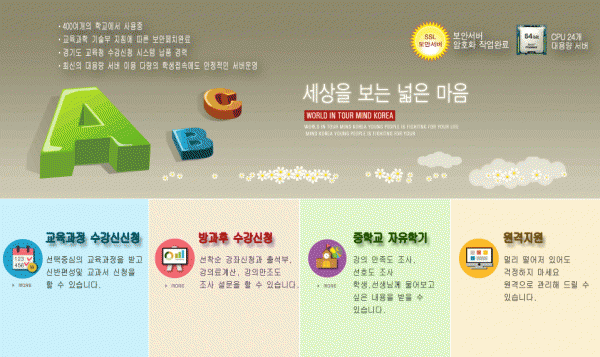 • 400여개의 학교에서 사용중
• 교육과학 기술부 지침에 따른 보안패치완료
• 경기도 교육청 수강신청 시스템 납품 경력
• 최신의 대용량 서버 이용 다량의 학생접속에도 안정적인 서버운영
SSL
보안서버
보안서버
암호화 작업완료
64bit
CPU 24개
대용량 서버
A B C
세상을 보는 넓은 마음
WORLD IN TOUR MIND KOREA
WORLD IN TOUR MIND KOREA YOUNG PEOPLE IS FIGHTING FOR YOUR LIFE
MIND KOREA YOUNG PEOPLE IS FIGHTING FOR YOUR
교육과정 수강신신청
선택중심의 교육과정을 받고
신반편성및 교과서 신청을
할 수 있습니다.
123
456
▸ MORE
방과후 수강신청
선착순 강좌신청과 출석부,
강의료계산, 강의만조도
조사 설문을 할 수 있습니다.
▸ MORE
중학교 자유학기
강의 만족도 조사,
선호도 조사
학생,선생님께 물어보고
싶은 내용을 받을 수
있습니다.
▸ MORE
원격지원
멀리 떨어져 있어도
걱정하지 마세요
원격으로 관리해 드릴 수
있습니다.
▸ MORE